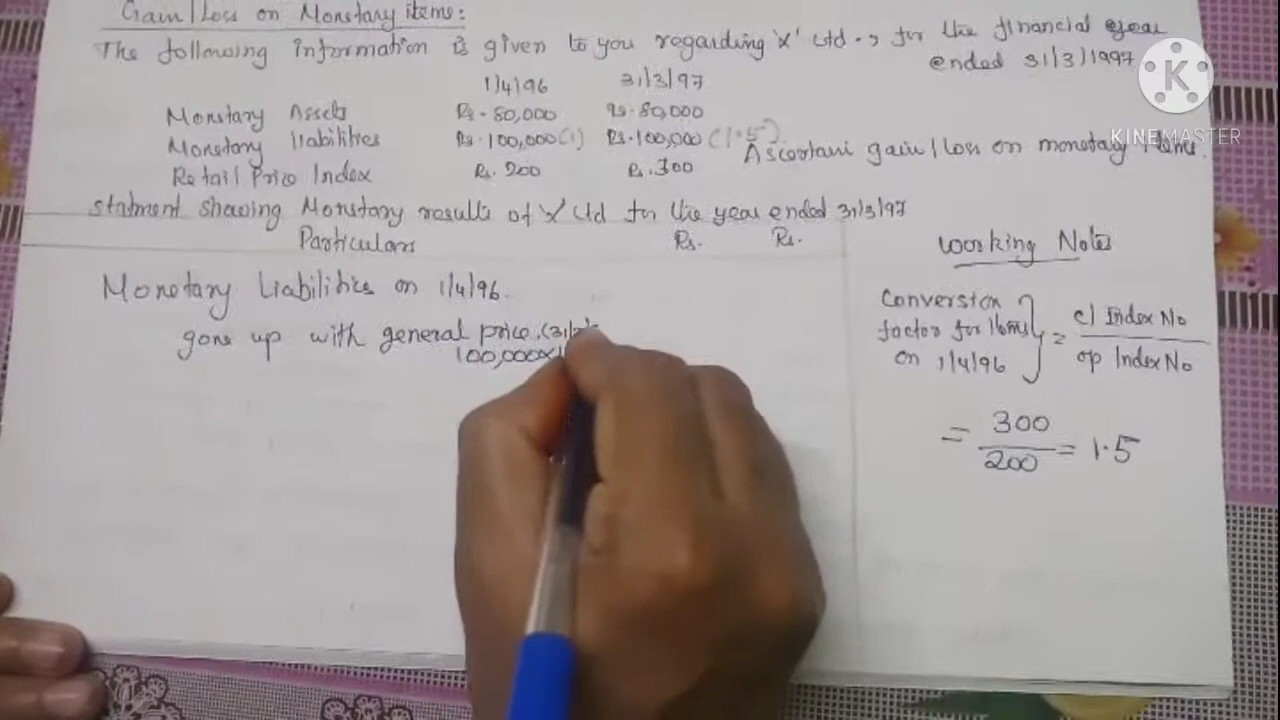 Gain/Loss on Monetary items:
The following information is given to you regarding 'X' Ltd., for the financial year
ended 31/3/1997
1/4/96 31/3/97
Monetary Assets Rs.80,000 Rs.80,000
Monetary liabilities Rs.100,000 (1) Rs.100,000 (1.5)
Retail Price Index Rs.200 Rs.300
Ascertani gain/loss on monetary items.
statment showing Monetary results of 'X' Ltd for the year ended 31/3/97
Particulars Rs. Rs.
Monetary Liabilities on 1/4/96.
gone up with general price.(31/3
100,000×1
Working Notes
Conversion
factor for items
on 1/4/96
= cl Index No
op Index No
= 300
200
= 1.5
K
KINEMASTER